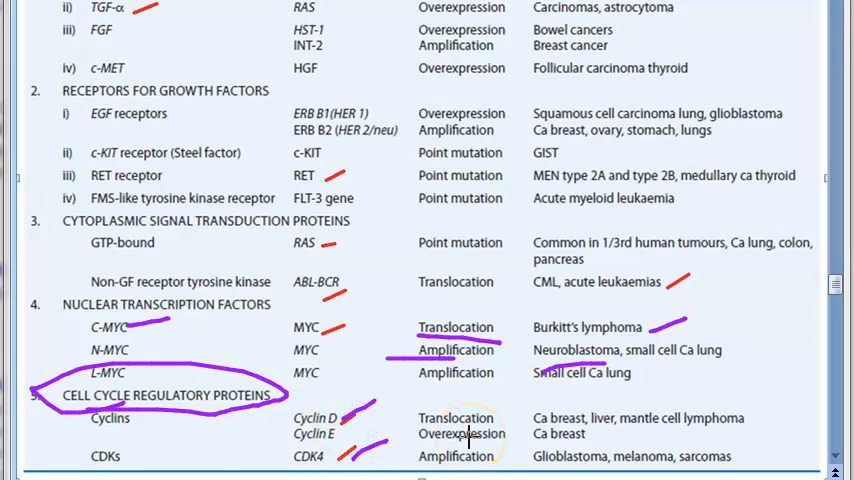 ii) TGF-α RAS Overexpression Carcinomas, astrocytoma
iii) FGF HST-1 Overexpression Bowel cancers
INT-2 Amplification Breast cancer
iv) c-MET HGF Overexpression Follicular carcinoma thyroid
2. RECEPTORS FOR GROWTH FACTORS
i) EGF receptors ERB B1(HER 1) Overexpression Squamous cell carcinoma lung, glioblastoma
ERB B2 (HER 2/neu) Amplification Ca breast, ovary, stomach, lungs
ii) c-KIT receptor (Steel factor) c-KIT Point mutation GIST
iii) RET receptor RET Point mutation MEN type 2A and type 2B, medullary ca thyroid
iv) FMS-like tyrosine kinase receptor FLT-3 gene Point mutation Acute myeloid leukaemia
3. CYTOPLASMIC SIGNAL TRANSDUCTION PROTEINS
GTP-bound RAS Point mutation Common in 1/3rd human tumours, Ca lung, colon,
pancreas
Non-GF receptor tyrosine kinase ABL-BCR Translocation CML, acute leukaemias
4. NUCLEAR TRANSCRIPTION FACTORS
C-MYC MYC Translocation Burkitt's lymphoma
N-MYC MYC Amplification Neuroblastoma, small cell Ca lung
L-MYC MYC Amplification Small cell Ca lung
5. CELL CYCLE REGULATORY PROTEINS
Cyclins Cyclin D Translocation Ca breast, liver, mantle cell lymphoma
Cyclin E Overexpression Ca breast
CDKs CDK4 Amplification Glioblastoma, melanoma, sarcomas